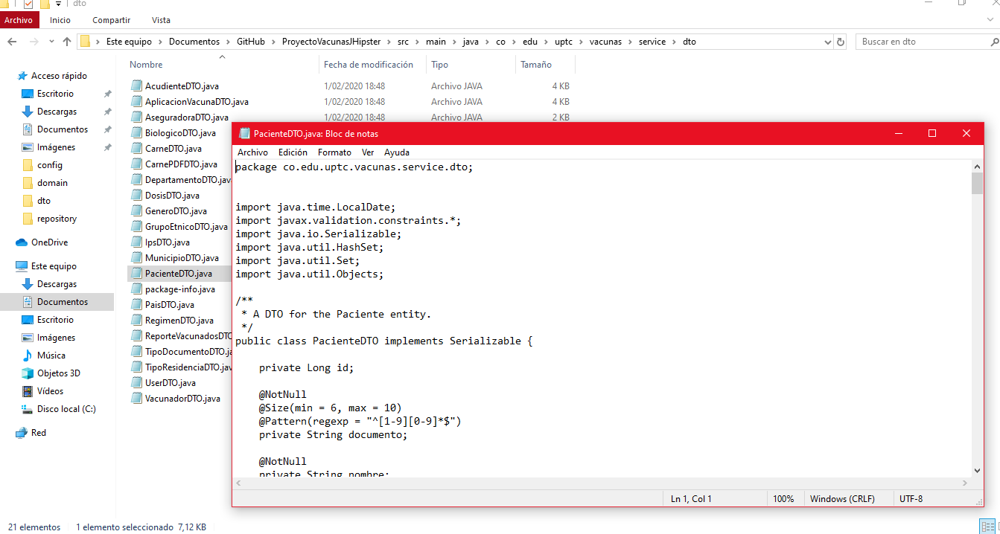 dto
Archivo Inicio Compartir Vista
Este equipo Documentos GitHub ProyectoVacunasJHipster src main java co edu uptc vacunas service dto Buscar en dto
Nombre Fecha de modificación Tipo Tamaño
Acceso rápido
Escritorio
Descargas
Documentos
Imágenes
config
domain
dto
repository
OneDrive
Este equipo
Descargas
Documentos
Escritorio
Imágenes
Música
Objetos 3D
Vídeos
Disco local (C:)
Red
AcudienteDTO.java 1/02/2020 18:48 Archivo JAVA 4 KB
AplicacionVacunaDTO.java 1/02/2020 18:48 Archivo JAVA 4 KB
AseguradoraDTO.java 1/02/2020 18:48 Archivo JAVA 2 KB
BiologicoDTO.java
CarneDTO.java
CarnePDFDTO.java
DepartamentoDTO.java
DosisDTO.java
GeneroDTO.java
GrupoEtnicoDTO.java
IpsDTO.java
MunicipioDTO.java
PacienteDTO.java
package-info.java
PaisDTO.java
RegimenDTO.java
ReporteVacunadosDTO
TipoDocumentoDTO.ja
TipoResidenciaDTO.jav
UserDTO.java
VacunadorDTO.java
PacienteDTO.java: Bloc de notas
Archivo Edición Formato Ver Ayuda
package co.edu.uptc.vacunas.service.dto;
import java.time.LocalDate;
import javax.validation.constraints.*;
import java.io.Serializable;
import java.util.HashSet;
import java.util.Set;
import java.util.Objects;
/**
* A DTO for the Paciente entity.
*/
public class PacienteDTO implements Serializable {
private Long id;
@NotNull
@Size(min = 6, max = 10)
@Pattern(regexp = "^[1-9][0-9]*$")
private String documento;
@NotNull
private String nombre;
Ln 1, Col 1 100% Windows (CRLF) UTF-8
21 elementos 1 elemento seleccionado 7,12 KB